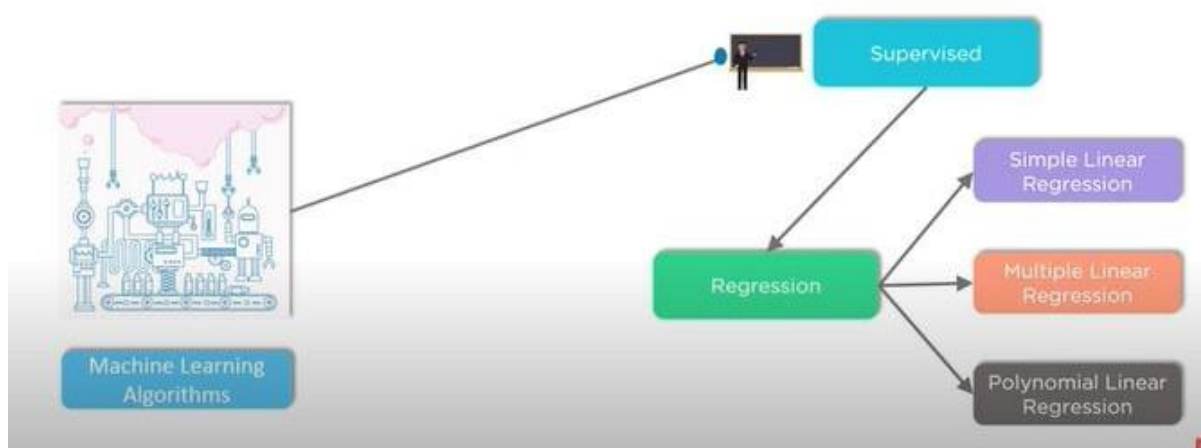 Supervised
Simple Linear
Regression
Regression
Multiple Linear
Regression
Machine Learning
Algorithms
Polynomial Linear
Regression